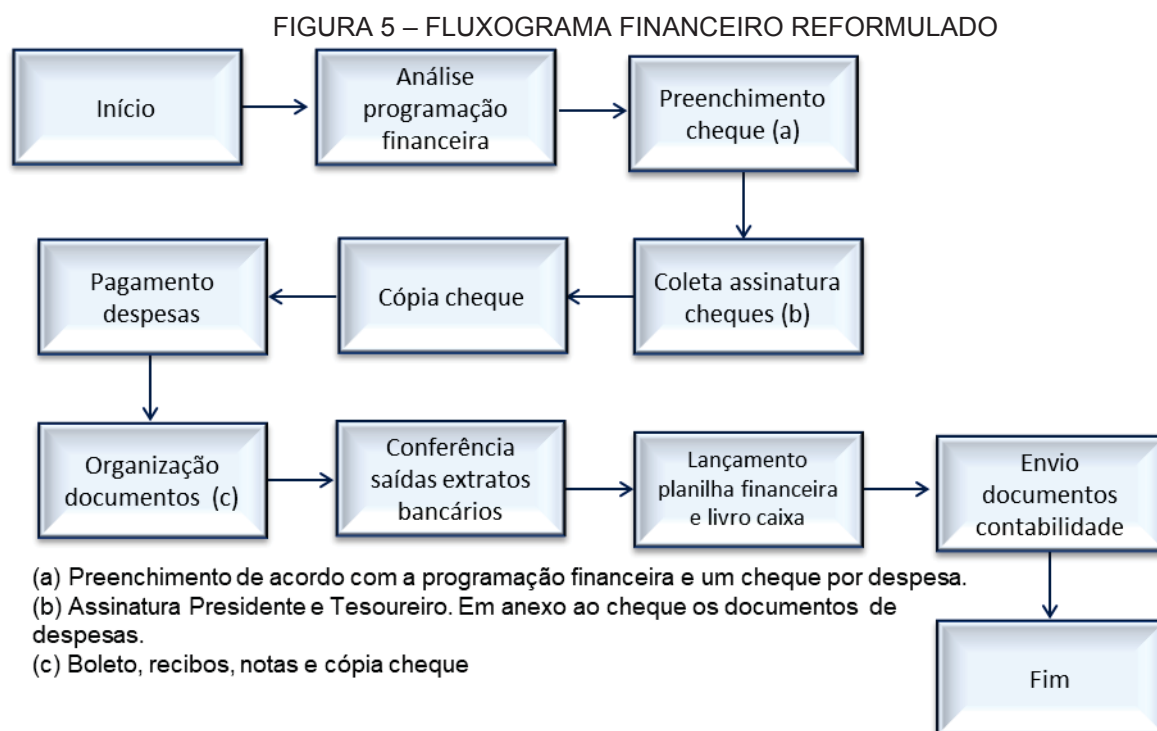 FIGURA 5 – FLUXOGRAMA FINANCEIRO REFORMULADO
Início
Análise
programação
financeira
Preenchimento
cheque (a)
Coleta assinatura
cheques (b)
Cópia cheque
Pagamento
despesas
Organização
documentos (c)
Conferência
saídas extratos
bancários
Lançamento
planilha financeira
e livro caixa
Envio
documentos
contabilidade
Fim
(a) Preenchimento de acordo com a programação financeira e um cheque por despesa.
(b) Assinatura Presidente e Tesoureiro. Em anexo ao cheque os documentos de
despesas.
(c) Boleto, recibos, notas e cópia cheque